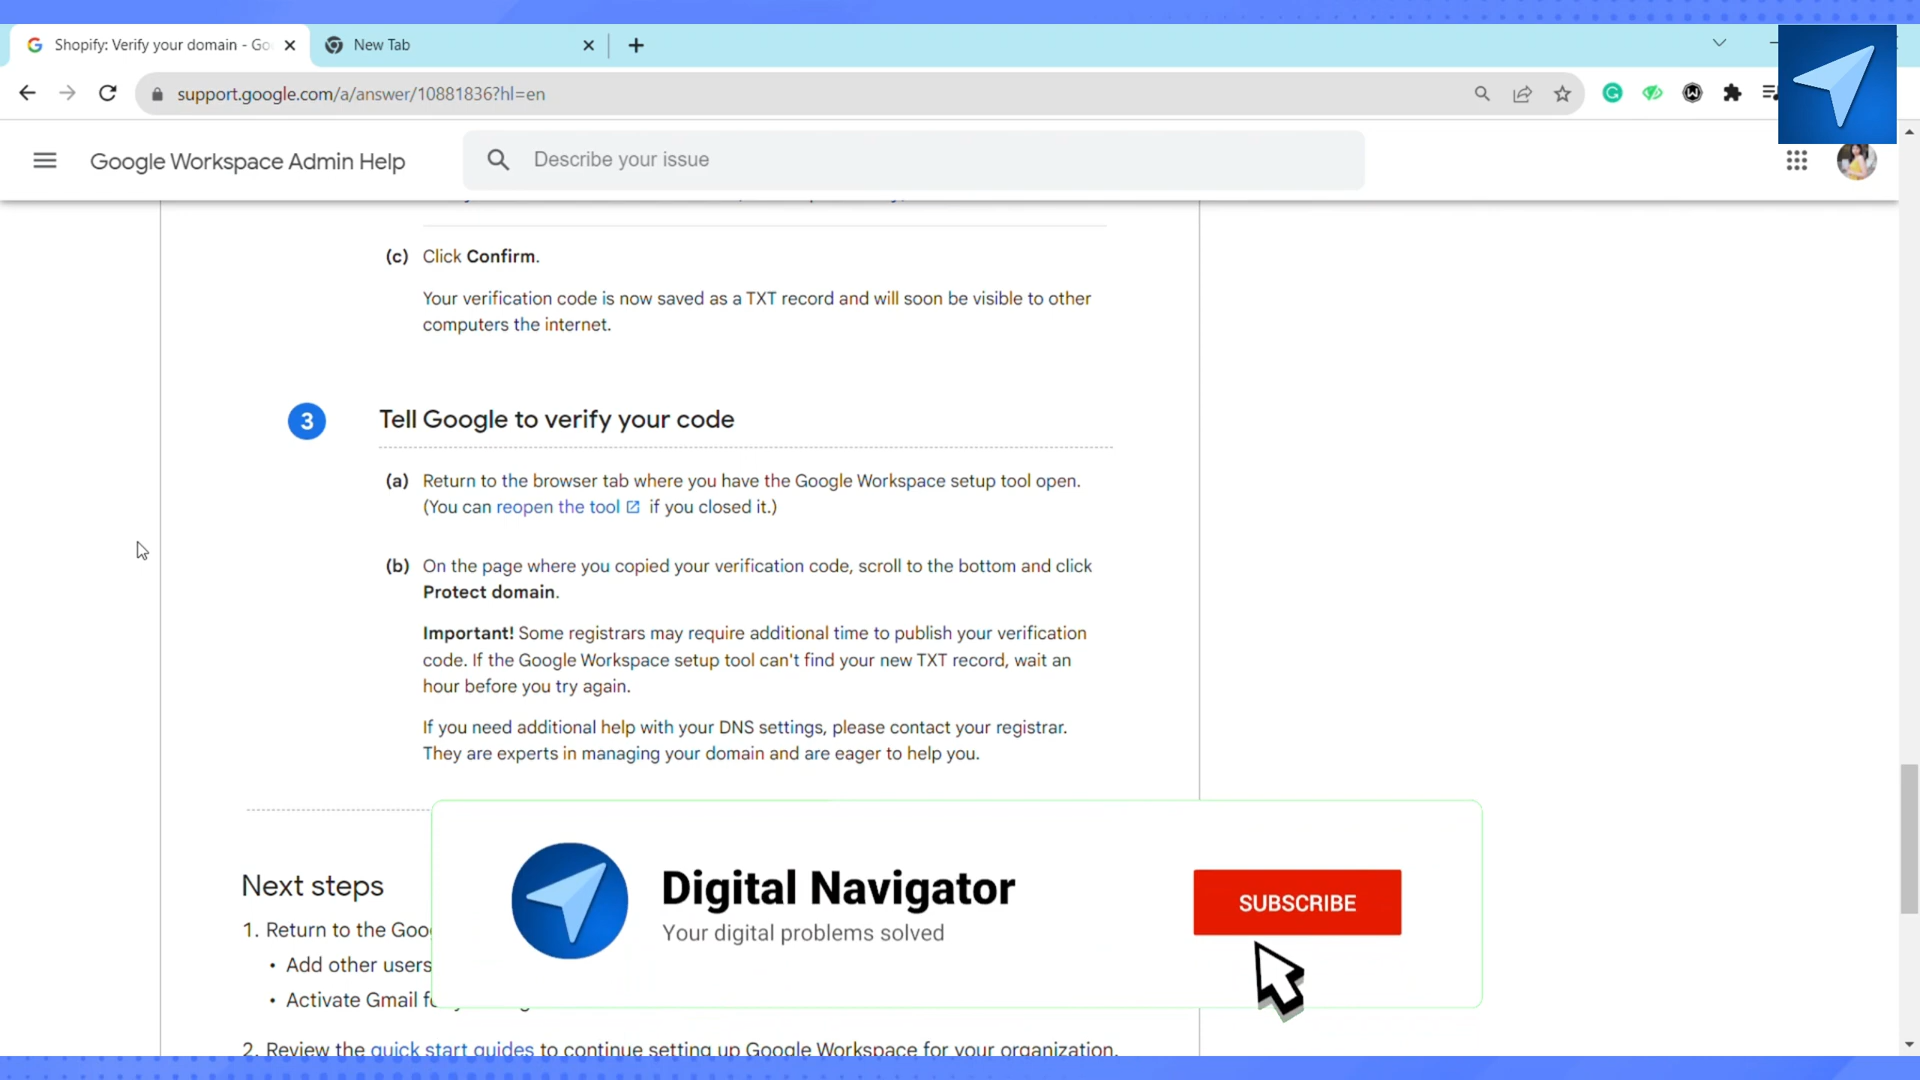 Shopify: Verify your domain - Go
New Tab
support.google.com/a/answer/10881836?hl=en
Google Workspace Admin Help
Describe your issue
(c) Click Confirm.
Your verification code is now saved as a TXT record and will soon be visible to other
computers the internet.
3 Tell Google to verify your code
(a) Return to the browser tab where you have the Google Workspace setup tool open.
(You can reopen the tool if you closed it.)
(b) On the page where you copied your verification code, scroll to the bottom and click
Protect domain.
Important! Some registrars may require additional time to publish your verification
code. If the Google Workspace setup tool can't find your new TXT record, wait an
hour before you try again.
If you need additional help with your DNS settings, please contact your registrar.
They are experts in managing your domain and are eager to help you.
Next steps
1. Return to the Goo
• Add other users
• Activate Gmail
2. Review the quick start guides to continue setting up Google Workspace for your organization.
Digital Navigator
Your digital problems solved
SUBSCRIBE